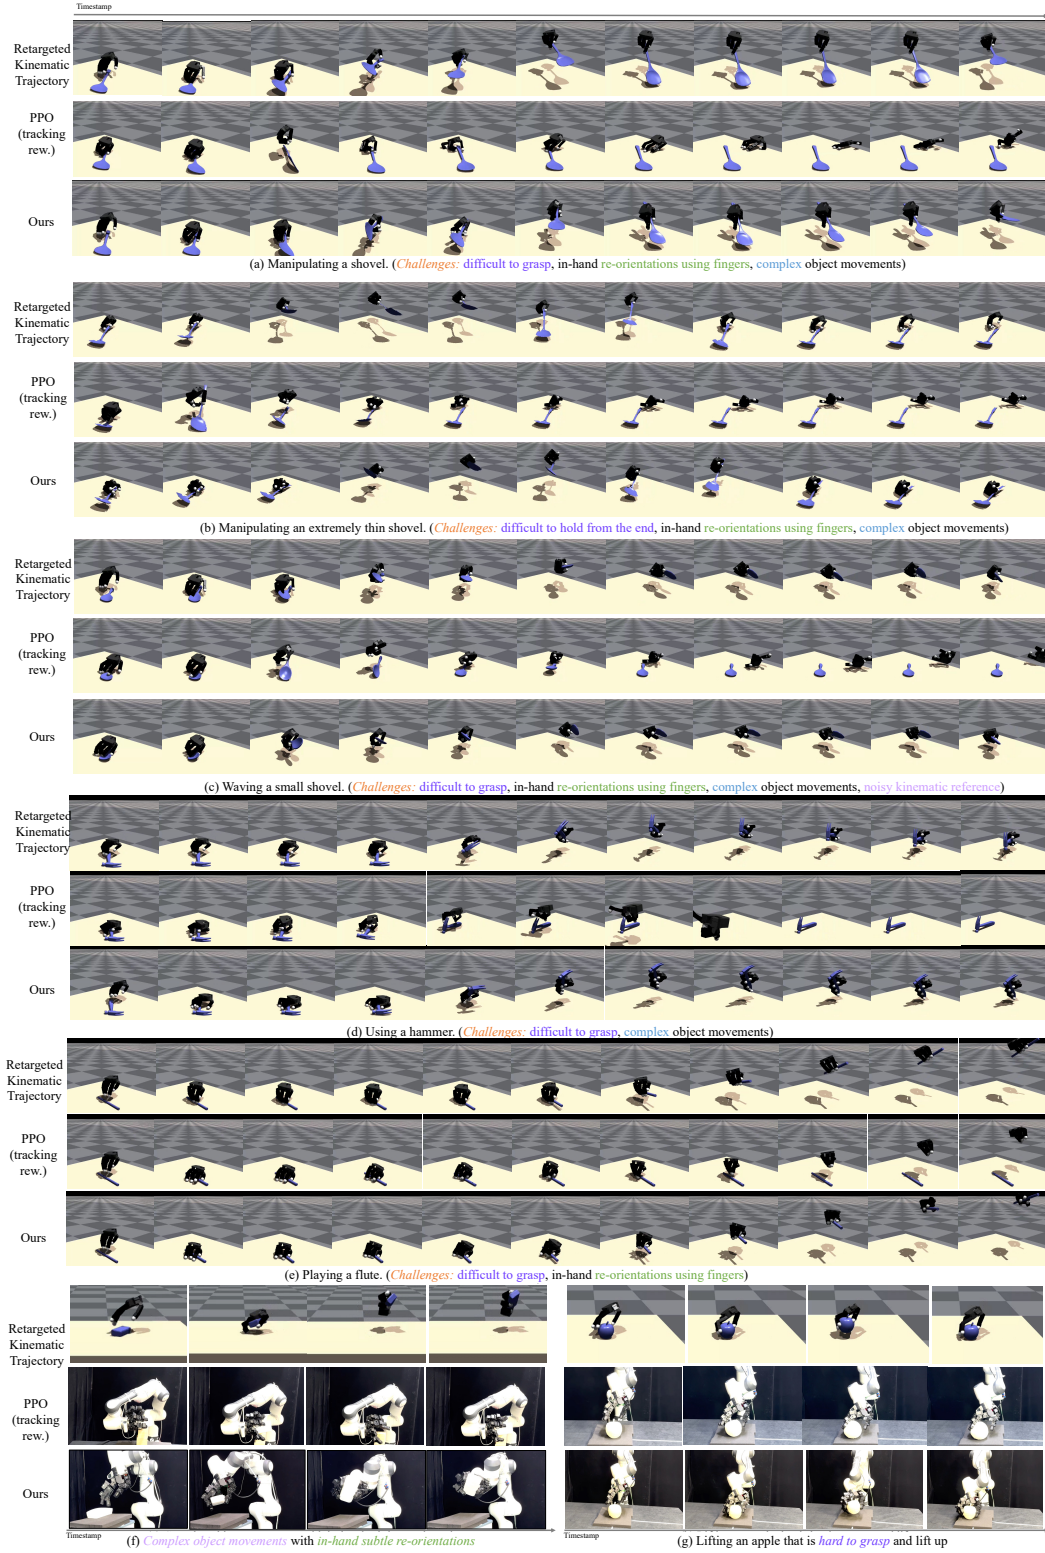 Timestamp
Retargeted
Kinematic
Trajectory
PPO
(tracking
rew.)
Ours
(a) Manipulating a shovel. (Challenges: difficult to grasp, in-hand re-orientations using fingers, complex object movements)
Retargeted
Kinematic
Trajectory
PPO
(tracking
rew.)
Ours
(b) Manipulating an extremely thin shovel. (Challenges: difficult to hold from the end, in-hand re-orientations using fingers, complex object movements)
Retargeted
Kinematic
Trajectory
PPO
(tracking
rew.)
Ours
(c) Waving a small shovel. (Challenges: difficult to grasp, in-hand re-orientations using fingers, complex object movements, noisy kinematic reference)
Retargeted
Kinematic
Trajectory
PPO
(tracking
rew.)
Ours
(d) Using a hammer. (Challenges: difficult to grasp, complex object movements)
Retargeted
Kinematic
Trajectory
PPO
(tracking
rew.)
Ours
(e) Playing a flute. (Challenges: difficult to grasp, in-hand re-orientations using fingers)
Retargeted
Kinematic
Trajectory
PPO
(tracking
rew.)
Ours
Timestamp
Timestamp
(f) Complex object movements with in-hand subtle re-orientations
(g) Lifting an apple that is hard to grasp and lift up